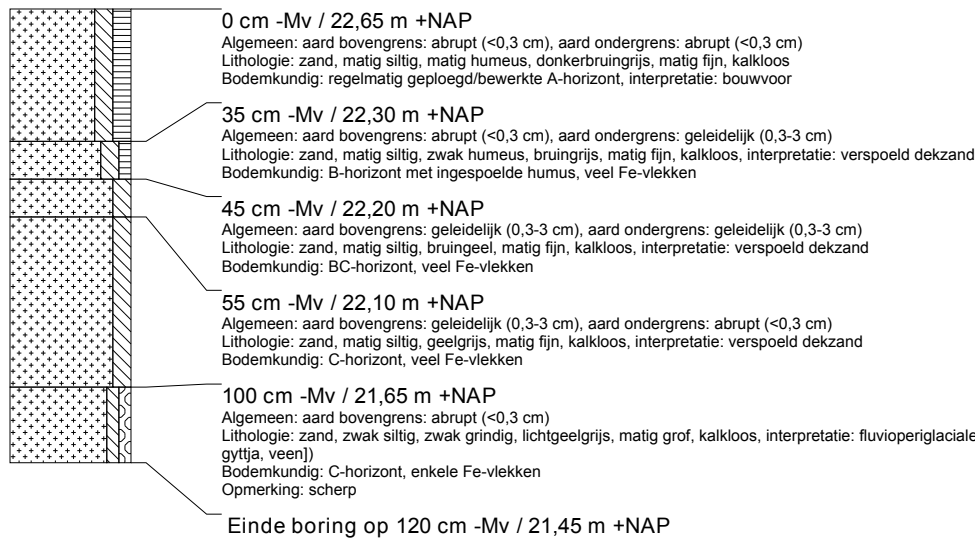 0 cm -Mv / 22,65 m +NAP
Algemeen: aard bovengrens: abrupt (<0,3 cm), aard ondergrens: abrupt (<0,3 cm)
Lithologie: zand, matig siltig, matig humeus, donkerbruingrijs, matig fijn, kalkloos
Bodemkundig: regelmatig geploegd/bewerkte A-horizont, interpretatie: bouwvoor
35 cm -Mv / 22,30 m +NAP
Algemeen: aard bovengrens: abrupt (<0,3 cm), aard ondergrens: geleidelijk (0,3-3 cm)
Lithologie: zand, matig siltig, zwak humeus, bruingrijs, matig fijn, kalkloos, interpretatie: verspoeld dekzand
Bodemkundig: B-horizont met ingespoelde humus, veel Fe-vlekken
45 cm -Mv / 22,20 m +NAP
Algemeen: aard bovengrens: geleidelijk (0,3-3 cm), aard ondergrens: geleidelijk (0,3-3 cm)
Lithologie: zand, matig siltig, bruingeel, matig fijn, kalkloos, interpretatie: verspoeld dekzand
Bodemkundig: BC-horizont, veel Fe-vlekken
55 cm -Mv / 22,10 m +NAP
Algemeen: aard bovengrens: geleidelijk (0,3-3 cm), aard ondergrens: abrupt (<0,3 cm)
Lithologie: zand, matig siltig, geelgrijs, matig fijn, kalkloos, interpretatie: verspoeld dekzand
Bodemkundig: C-horizont, veel Fe-vlekken
100 cm -Mv / 21,65 m +NAP
Algemeen: aard bovengrens: abrupt (<0,3 cm)
Lithologie: zand, zwak siltig, zwak grindig, lichtgeelgrijs, matig grof, kalkloos, interpretatie: fluvioperiglaciale
gyttja, veen])
Bodemkundig: C-horizont, enkele Fe-vlekken
Opmerking: scherp
Einde boring op 120 cm -Mv / 21,45 m +NAP